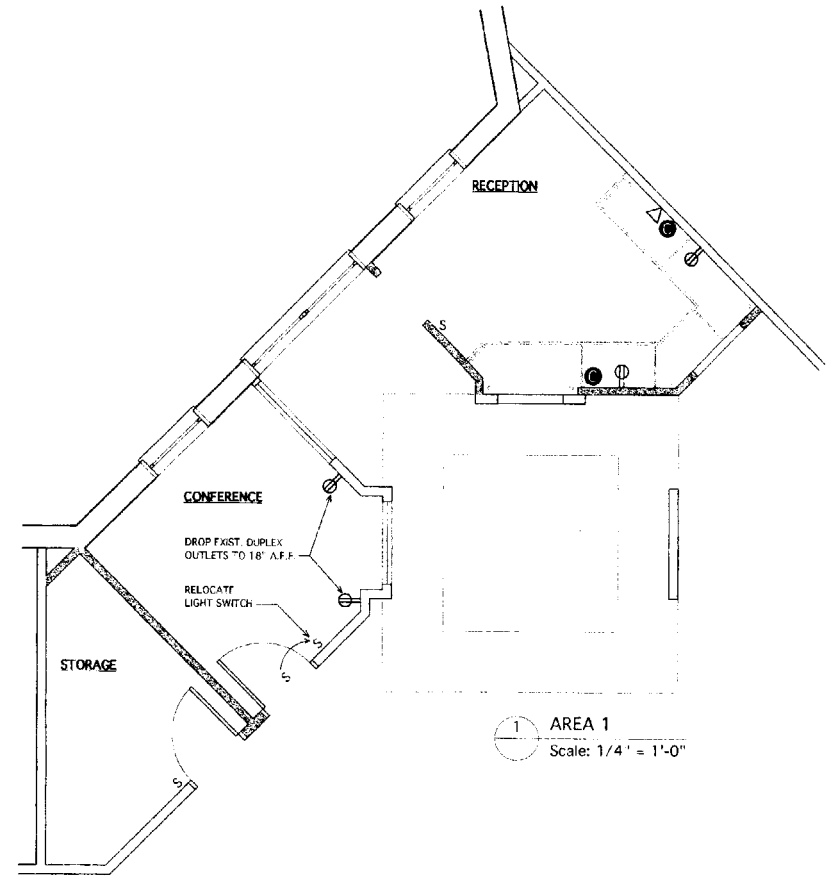 RECEPTION
S
C
C
CONFERENCE
DROP EXIST. DUPLEX
OUTLETS TO 18" A.F.F.
RELOCATE
LIGHT SWITCH
S
S
STORAGE
S
1
AREA 1
Scale: 1/4" = 1'-0"